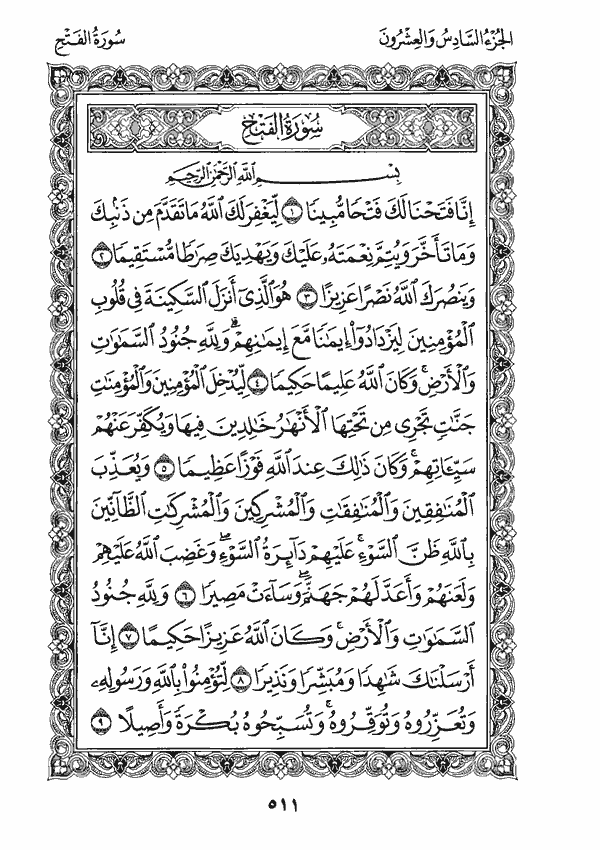 الجُزْءُ السَّادِسُ وَالعِشْرُونَ
سُورَةُ الفَتْحِ
سُورَةُ الفَتْحِ
بِسْمِ ٱللَّهِ ٱلرَّحْمَٰنِ ٱلرَّحِيمِ
إِنَّا فَتَحْنَا لَكَ فَتْحًا مُّبِينًا ١ لِّيَغْفِرَ لَكَ ٱللَّهُ مَا تَقَدَّمَ مِن ذَنۢبِكَ
وَمَا تَأَخَّرَ وَيُتِمَّ نِعْمَتَهُۥ عَلَيْكَ وَيَهْدِيَكَ صِرَٰطًا مُّسْتَقِيمًا ٢
وَيَنصُرَكَ ٱللَّهُ نَصْرًا عَزِيزًا ٣ هُوَ ٱلَّذِىٓ أَنزَلَ ٱلسَّكِينَةَ فِى قُلُوبِ
ٱلْمُؤْمِنِينَ لِيَزْدَادُوٓا۟ إِيمَٰنًا مَّعَ إِيمَٰنِهِمْ ۗ وَلِلَّهِ جُنُودُ ٱلسَّمَٰوَٰتِ
وَٱلْأَرْضِ ۚ وَكَانَ ٱللَّهُ عَلِيمًا حَكِيمًا ٤ لِّيُدْخِلَ ٱلْمُؤْمِنِينَ وَٱلْمُؤْمِنَٰتِ
جَنَّٰتٍ تَجْرِى مِن تَحْتِهَا ٱلْأَنْهَٰرُ خَٰلِدِينَ فِيهَا وَيُكَفِّرَ عَنْهُمْ
سَيِّـَٔاتِهِمْ ۚ وَكَانَ ذَٰلِكَ عِندَ ٱللَّهِ فَوْزًا عَظِيمًا ٥ وَيُعَذِّبَ
ٱلْمُنَٰفِقِينَ وَٱلْمُنَٰفِقَٰتِ وَٱلْمُشْرِكِينَ وَٱلْمُشْرِكَٰتِ ٱلظَّآنِّينَ
بِٱللَّهِ ظَنَّ ٱلسَّوْءِ ۚ عَلَيْهِمْ دَآئِرَةُ ٱلسَّوْءِ ۖ وَغَضِبَ ٱللَّهُ عَلَيْهِمْ
وَلَعَنَهُمْ وَأَعَدَّ لَهُمْ جَهَنَّمَ ۖ وَسَآءَتْ مَصِيرًا ٦ وَلِلَّهِ جُنُودُ
ٱلسَّمَٰوَٰتِ وَٱلْأَرْضِ ۚ وَكَانَ ٱللَّهُ عَزِيزًا حَكِيمًا ٧ إِنَّآ
أَرْسَلْنَٰكَ شَٰهِدًا وَمُبَشِّرًا وَنَذِيرًا ٨ لِّتُؤْمِنُوا۟ بِٱللَّهِ وَرَسُولِهِۦ
وَتُعَزِّرُوهُ وَتُوَقِّرُوهُ ۚ وَتُسَبِّحُوهُ بُكْرَةً وَأَصِيلًا ٩
٥١١